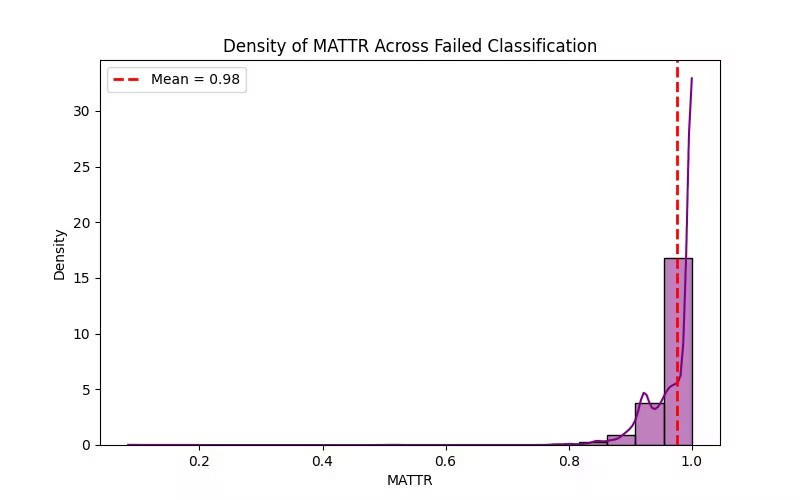 Density of MATTR Across Failed Classification
Mean = 0.98
30
25
20
15
10
5
0
Density
0.2 0.4 0.6 0.8 1.0
MATTR